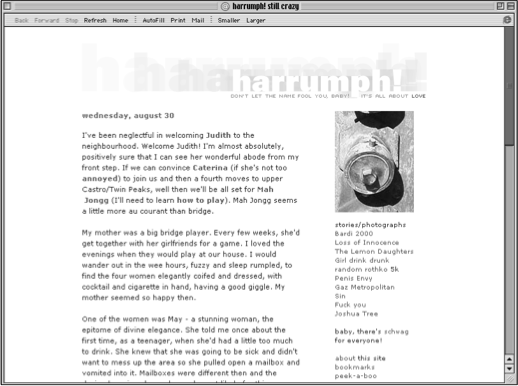 harrumph! still crazy
Back Forward Stop Refresh Home AutoFill Print Mail Smaller Larger
harrumph!
DON'T LET THE NAME FOOL YOU, BABY!... IT'S ALL ABOUT LOVE
wednesday, august 30
I've been neglectful in welcoming Judith to the
neighbourhood. Welcome Judith! I'm almost absolutely,
positively sure that I can see her wonderful abode from my
front step. If we can convince Caterina (if she's not too
annoyed) to join us and then a fourth moves to upper
Castro/Twin Peaks, well then we'll be all set for Mah
Jongg (I'll need to learn how to play). Mah Jongg seems
a little more au courant than bridge.
My mother was a big bridge player. Every few weeks, she'd
get together with her girlfriends for a game. I loved the
evenings when they would play at our house. I would
wander out in the wee hours, fuzzy and sleep rumpled, to
find the four women elegantly coifed and dressed, with
cocktail and cigarette in hand, having a good giggle. My
mother seemed so happy then.
One of the women was May - a stunning woman, the
epitome of divine elegance. She told me once about the
first time, as a teenager, when she'd had a little too much
to drink. She knew that she was going to be sick and didn't
want to mess up the area so she pulled open a mailbox and
vomited into it. Mailboxes were different then and the
stories/photographs
Bardi 2000
Loss of Innocence
The Lemon Daughters
Girl drink drunk
random rothko 5k
Penis Envy
Gaz Metropolitan
Sin
Fuck you
Joshua Tree
baby, there's schwag
for everyone!
about this site
bookmarks
peek-a-boo